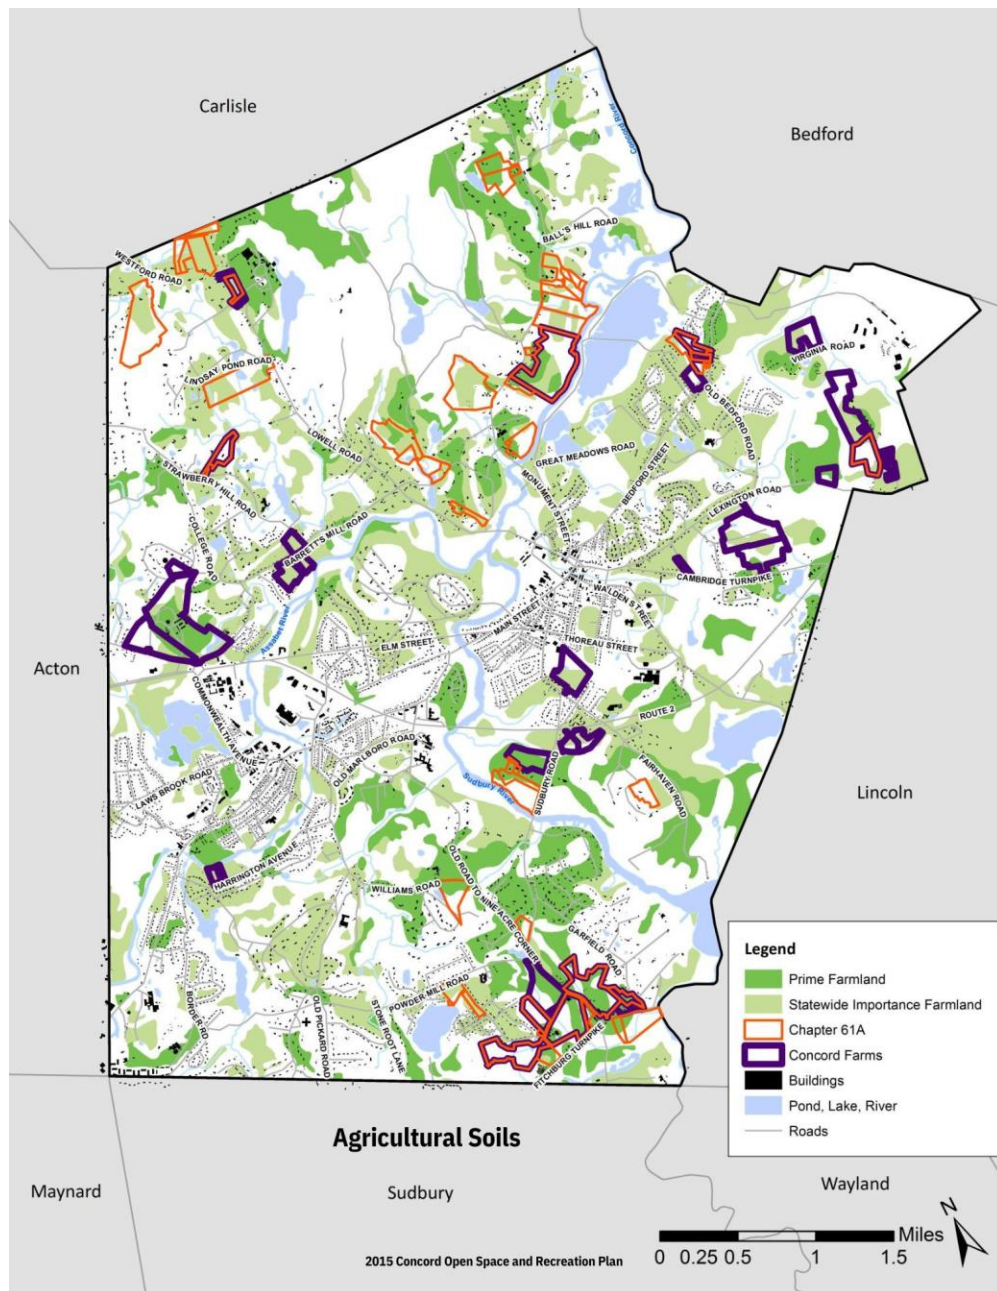 Carlisle
Bedford
Concord River
BALL'S HILL ROAD
WESTFORD ROAD
VIRGINIA ROAD
LINDSAY POND ROAD
OLD BEDFORD ROAD
LOWELL ROAD
GREAT MEADOWS ROAD
BEDFORD STREET
MONUMENT STREET
STRAWBERRY HILL ROAD
LEXINGTON ROAD
COLLEGE ROAD
BARRETT'S MILL ROAD
CAMBRIDGE TURNPIKE
WALDEN STREET
Assabet River
MAIN STREET
ELM STREET
THOREAU STREET
Acton
COMMONWEALTH AVENUE
ROUTE 2
OLD MARLBORO ROAD
LAWS BROOK ROAD
Sudbury River
SUDBURY ROAD
FAIRHAVEN ROAD
Lincoln
HARRINGTON AVENUE
WILLIAMS ROAD
OLD ROAD TO NINE ACRE CORNER
GARFIELD ROAD
POWDER MILL ROAD
BORDER RD
OLD PICKARD ROAD
STONE ROOT LANE
FITCHBURG TURNPIKE
Legend
Prime Farmland
Statewide Importance Farmland
Chapter 61A
Concord Farms
Buildings
Pond, Lake, River
Roads
Agricultural Soils
Maynard
Sudbury
Wayland
N
Miles
0 0.25 0.5 1 1.5
2015 Concord Open Space and Recreation Plan